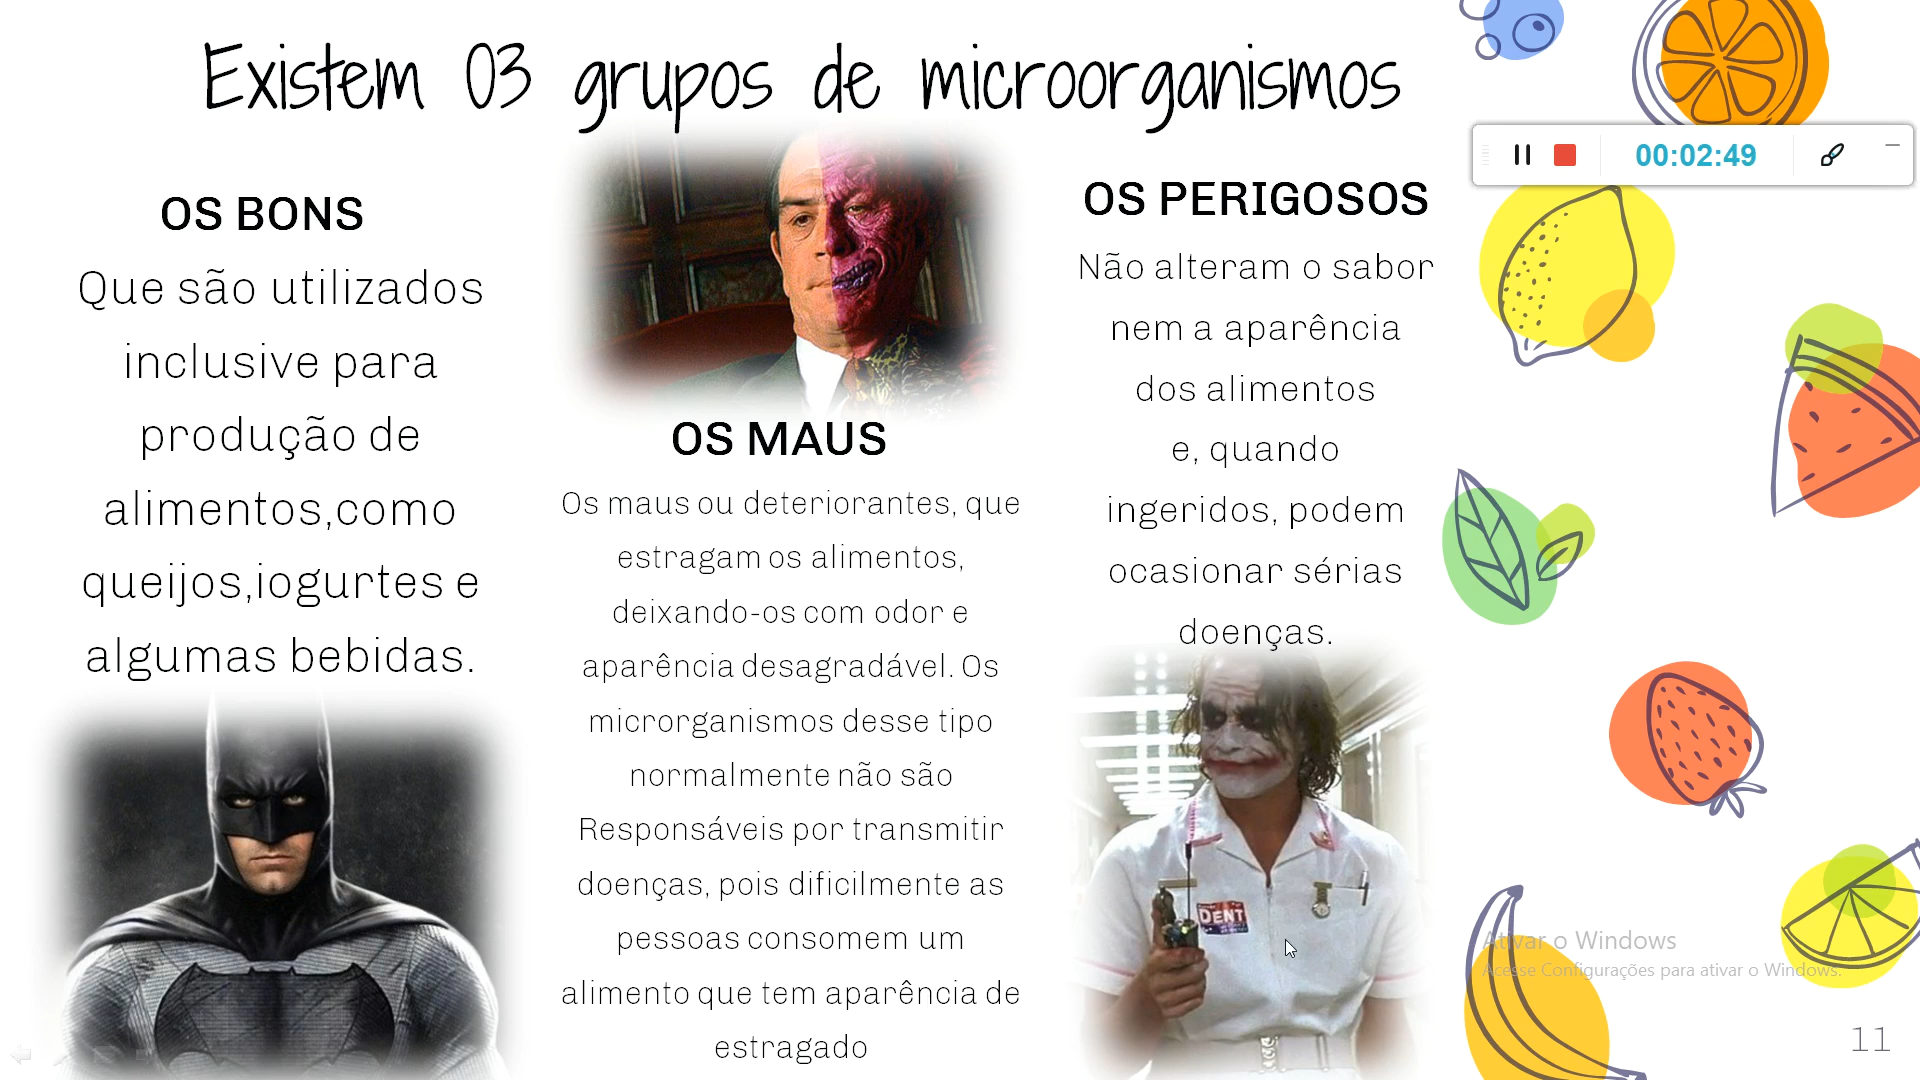 Existem 03 grupos de microorganismos
OS BONS
Que são utilizados
inclusive para
produção de
alimentos,como
queijos,iogurtes e
algumas bebidas.
OS MAUS
Os maus ou deteriorantes, que
estragam os alimentos,
deixando-os com odor e
aparência desagradável. Os
microrganismos desse tipo
normalmente não são
Responsáveis por transmitir
doenças, pois dificilmente as
pessoas consomem um
alimento que tem aparência de
estragado
OS PERIGOSOS
Não alteram o sabor
nem a aparência
dos alimentos
e, quando
ingeridos, podem
ocasionar sérias
doenças.
DENT
00:02:49
Ativar o Windows
Acesse Configurações para ativar o Windows.
11